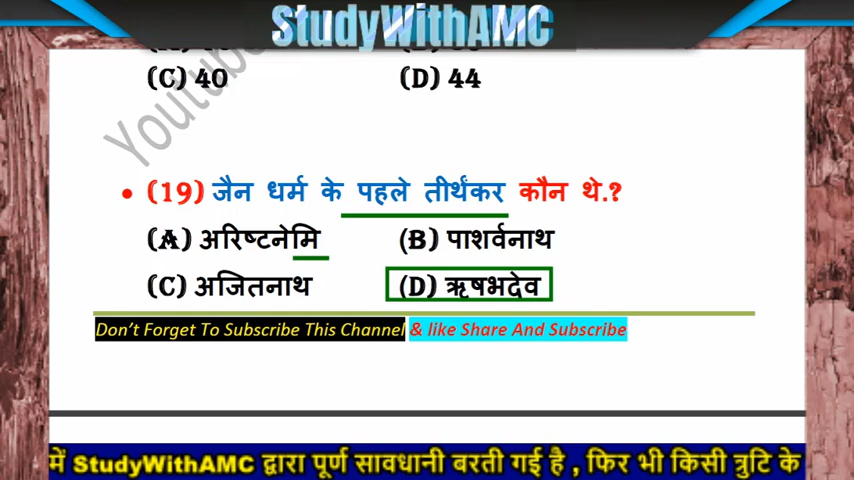 StudyWithAMC
(C) 40 (D) 44
Youtube
• (19) जैन धर्म के पहले तीर्थंकर कौन थे.?
(A) अरिष्टनेमि (B) पाशर्वनाथ
(C) अजितनाथ (D) ऋषभदेव
Don't Forget To Subscribe This Channel & like Share And Subscribe
में StudyWithAMC द्वारा पूर्ण सावधानी बरती गई है , फिर भी किसी त्रुटि के